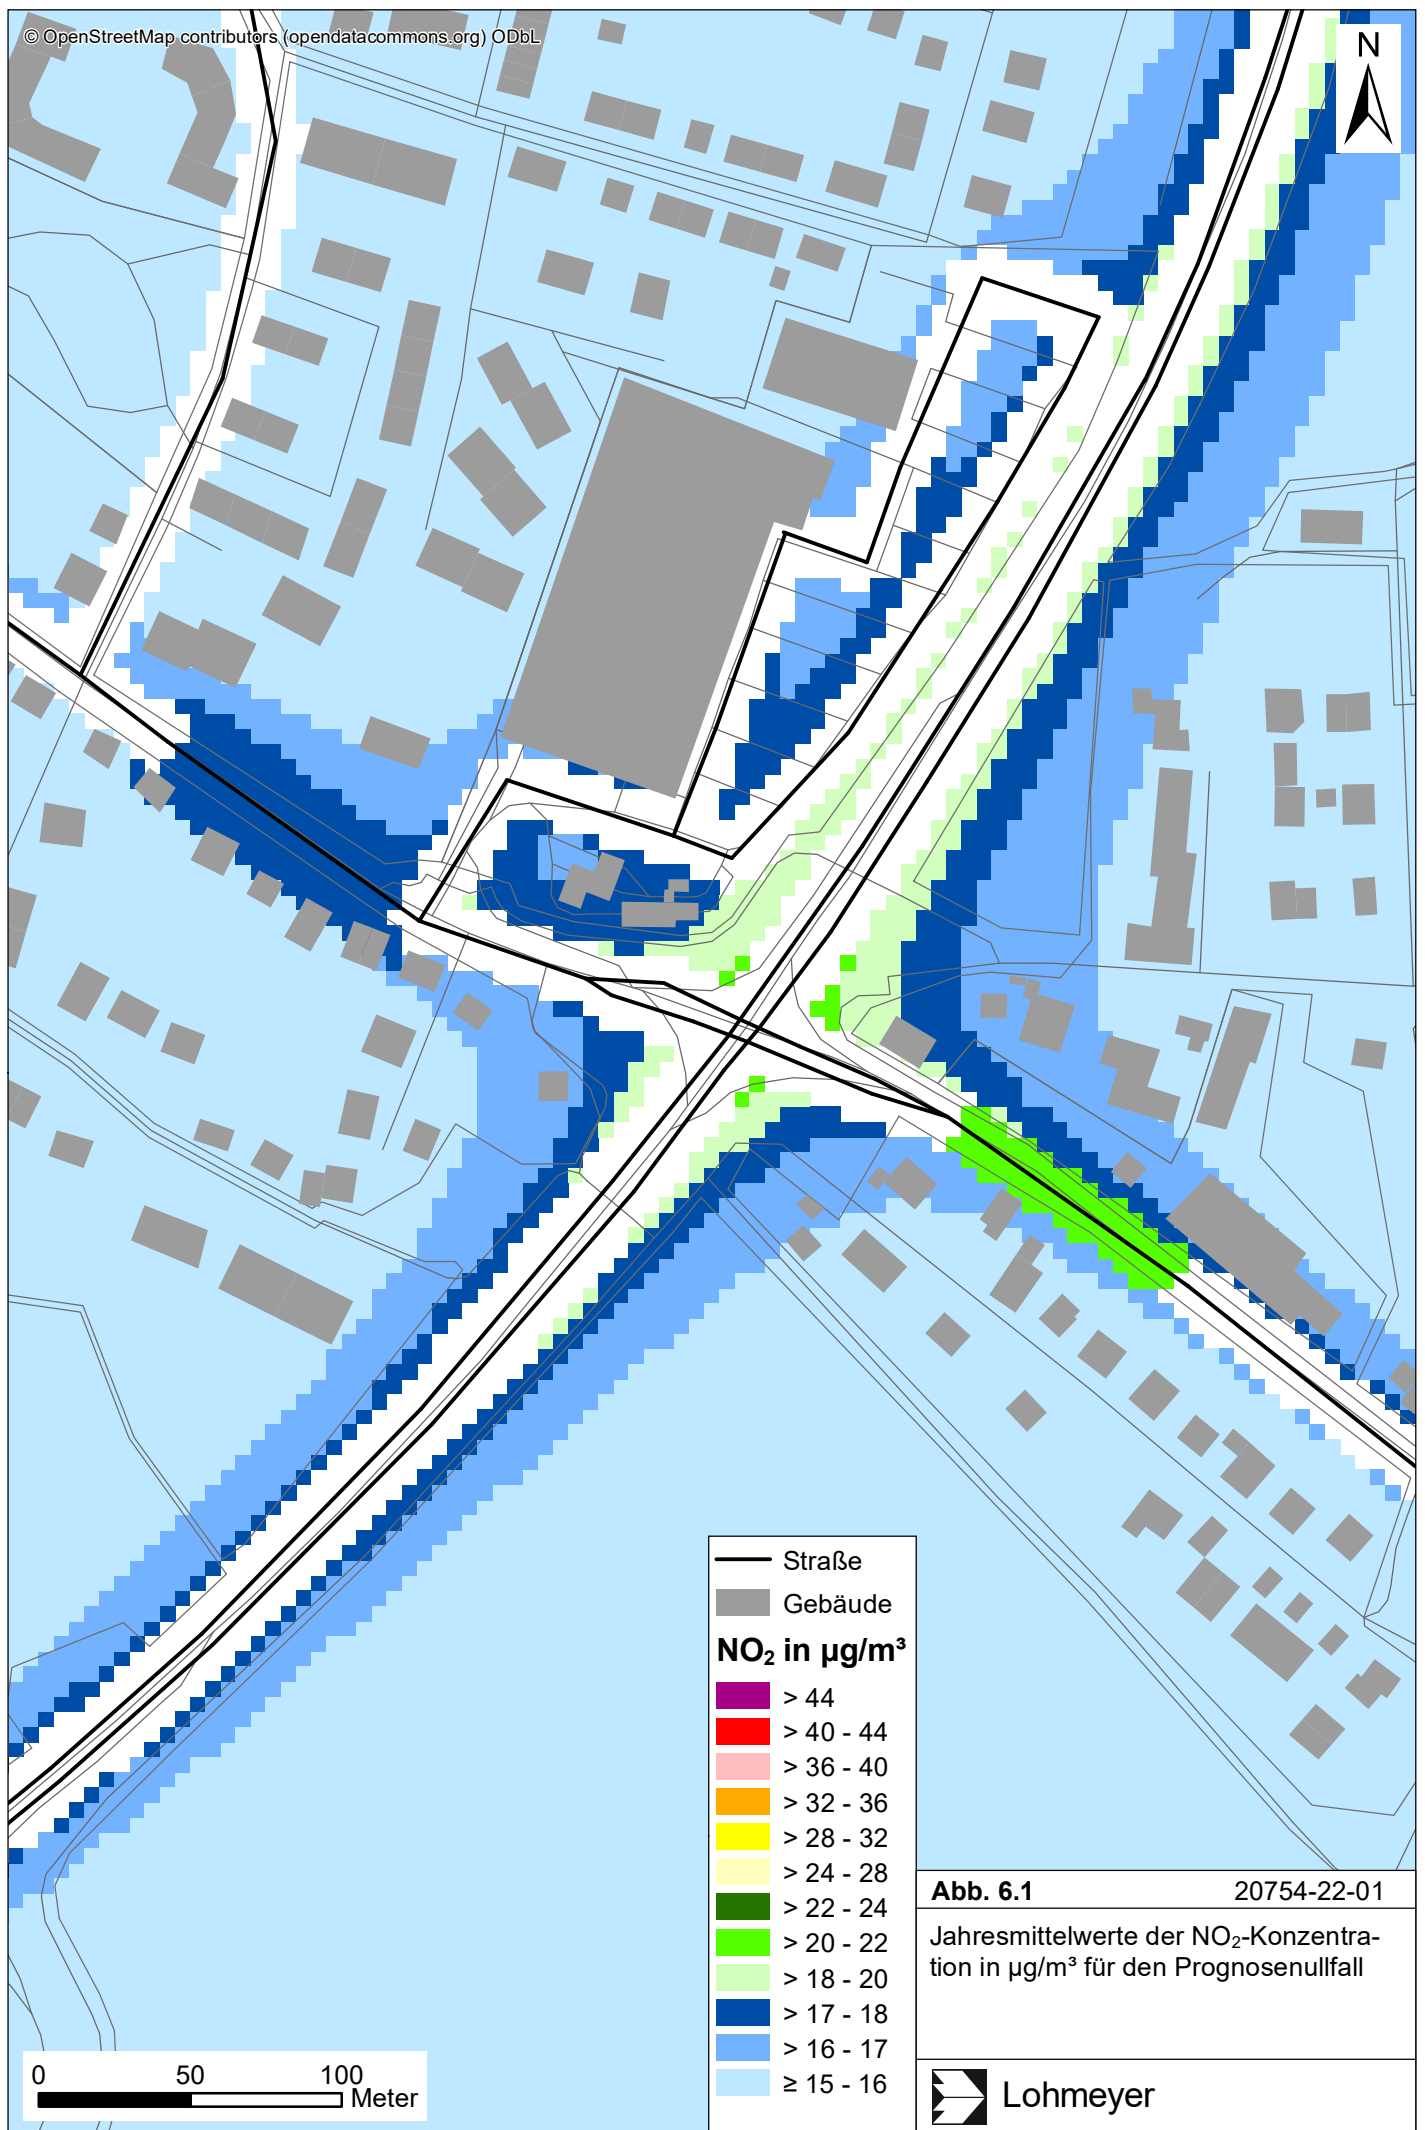 © OpenStreetMap contributors (opendatacommons.org) ODbL
N
Straße
Gebäude
NO₂ in µg/m³
> 44
> 40 - 44
> 36 - 40
> 32 - 36
> 28 - 32
> 24 - 28
> 22 - 24
> 20 - 22
> 18 - 20
> 17 - 18
> 16 - 17
≥ 15 - 16
Abb. 6.1 20754-22-01
Jahresmittelwerte der NO₂-Konzentra-
tion in µg/m³ für den Prognosenullfall
Lohmeyer
0 50 100
Meter